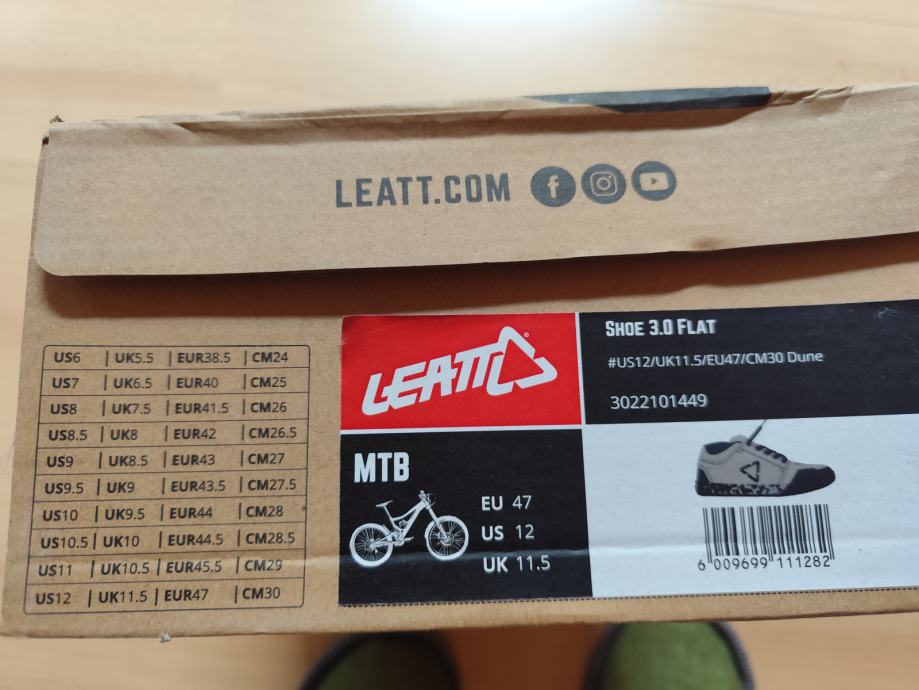 LEATT.COM
US6 | UK5.5 | EUR38.5 | CM24
US7 | UK6.5 | EUR40 | CM25
US8 | UK7.5 | EUR41.5 | CM26
US8.5 | UK8 | EUR42 | CM26.5
US9 | UK8.5 | EUR43 | CM27
US9.5 | UK9 | EUR43.5 | CM27.5
US10 | UK9.5 | EUR44 | CM28
US10.5 | UK10 | EUR44.5 | CM28.5
US11 | UK10.5 | EUR45.5 | CM29
US12 | UK11.5 | EUR47 | CM30
LEATT®
MTB
EU 47
US 12
UK 11.5
SHOE 3.0 FLAT
#US12/UK11.5/EU47/CM30 Dune
3022101449
6 009699 111282